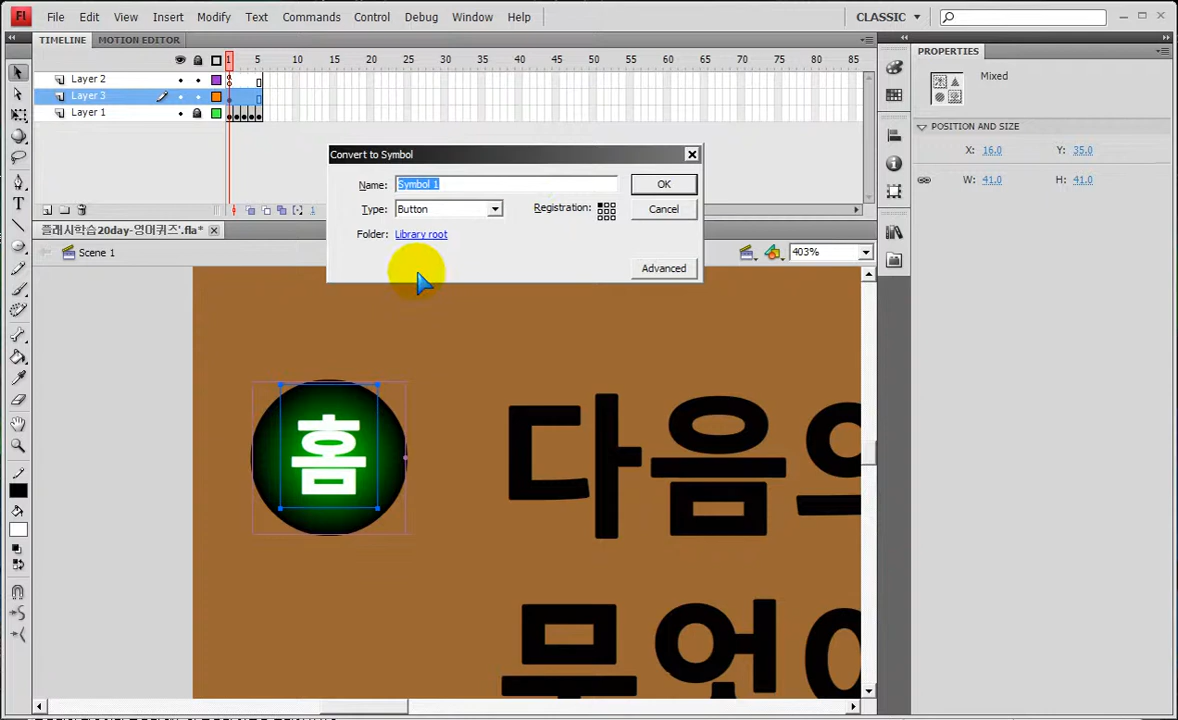 Fl File Edit View Insert Modify Text Commands Control Debug Window Help CLASSIC
TIMELINE MOTION EDITOR
PROPERTIES
1 5 10 15 20 25 30 35 40 45 50 55 60 65 70 75 80 85
Layer 2
Layer 3
Layer 1
Mixed
POSITION AND SIZE
X: 16.0 Y: 35.0
W: 41.0 H: 41.0
Convert to Symbol
Name: Symbol 1 OK
Type: Button Registration: Cancel
Folder: Library root
Advanced
1
플래시학습20day-영어퀴즈'.fla*
Scene 1 403%
홈
다음으
무엇이